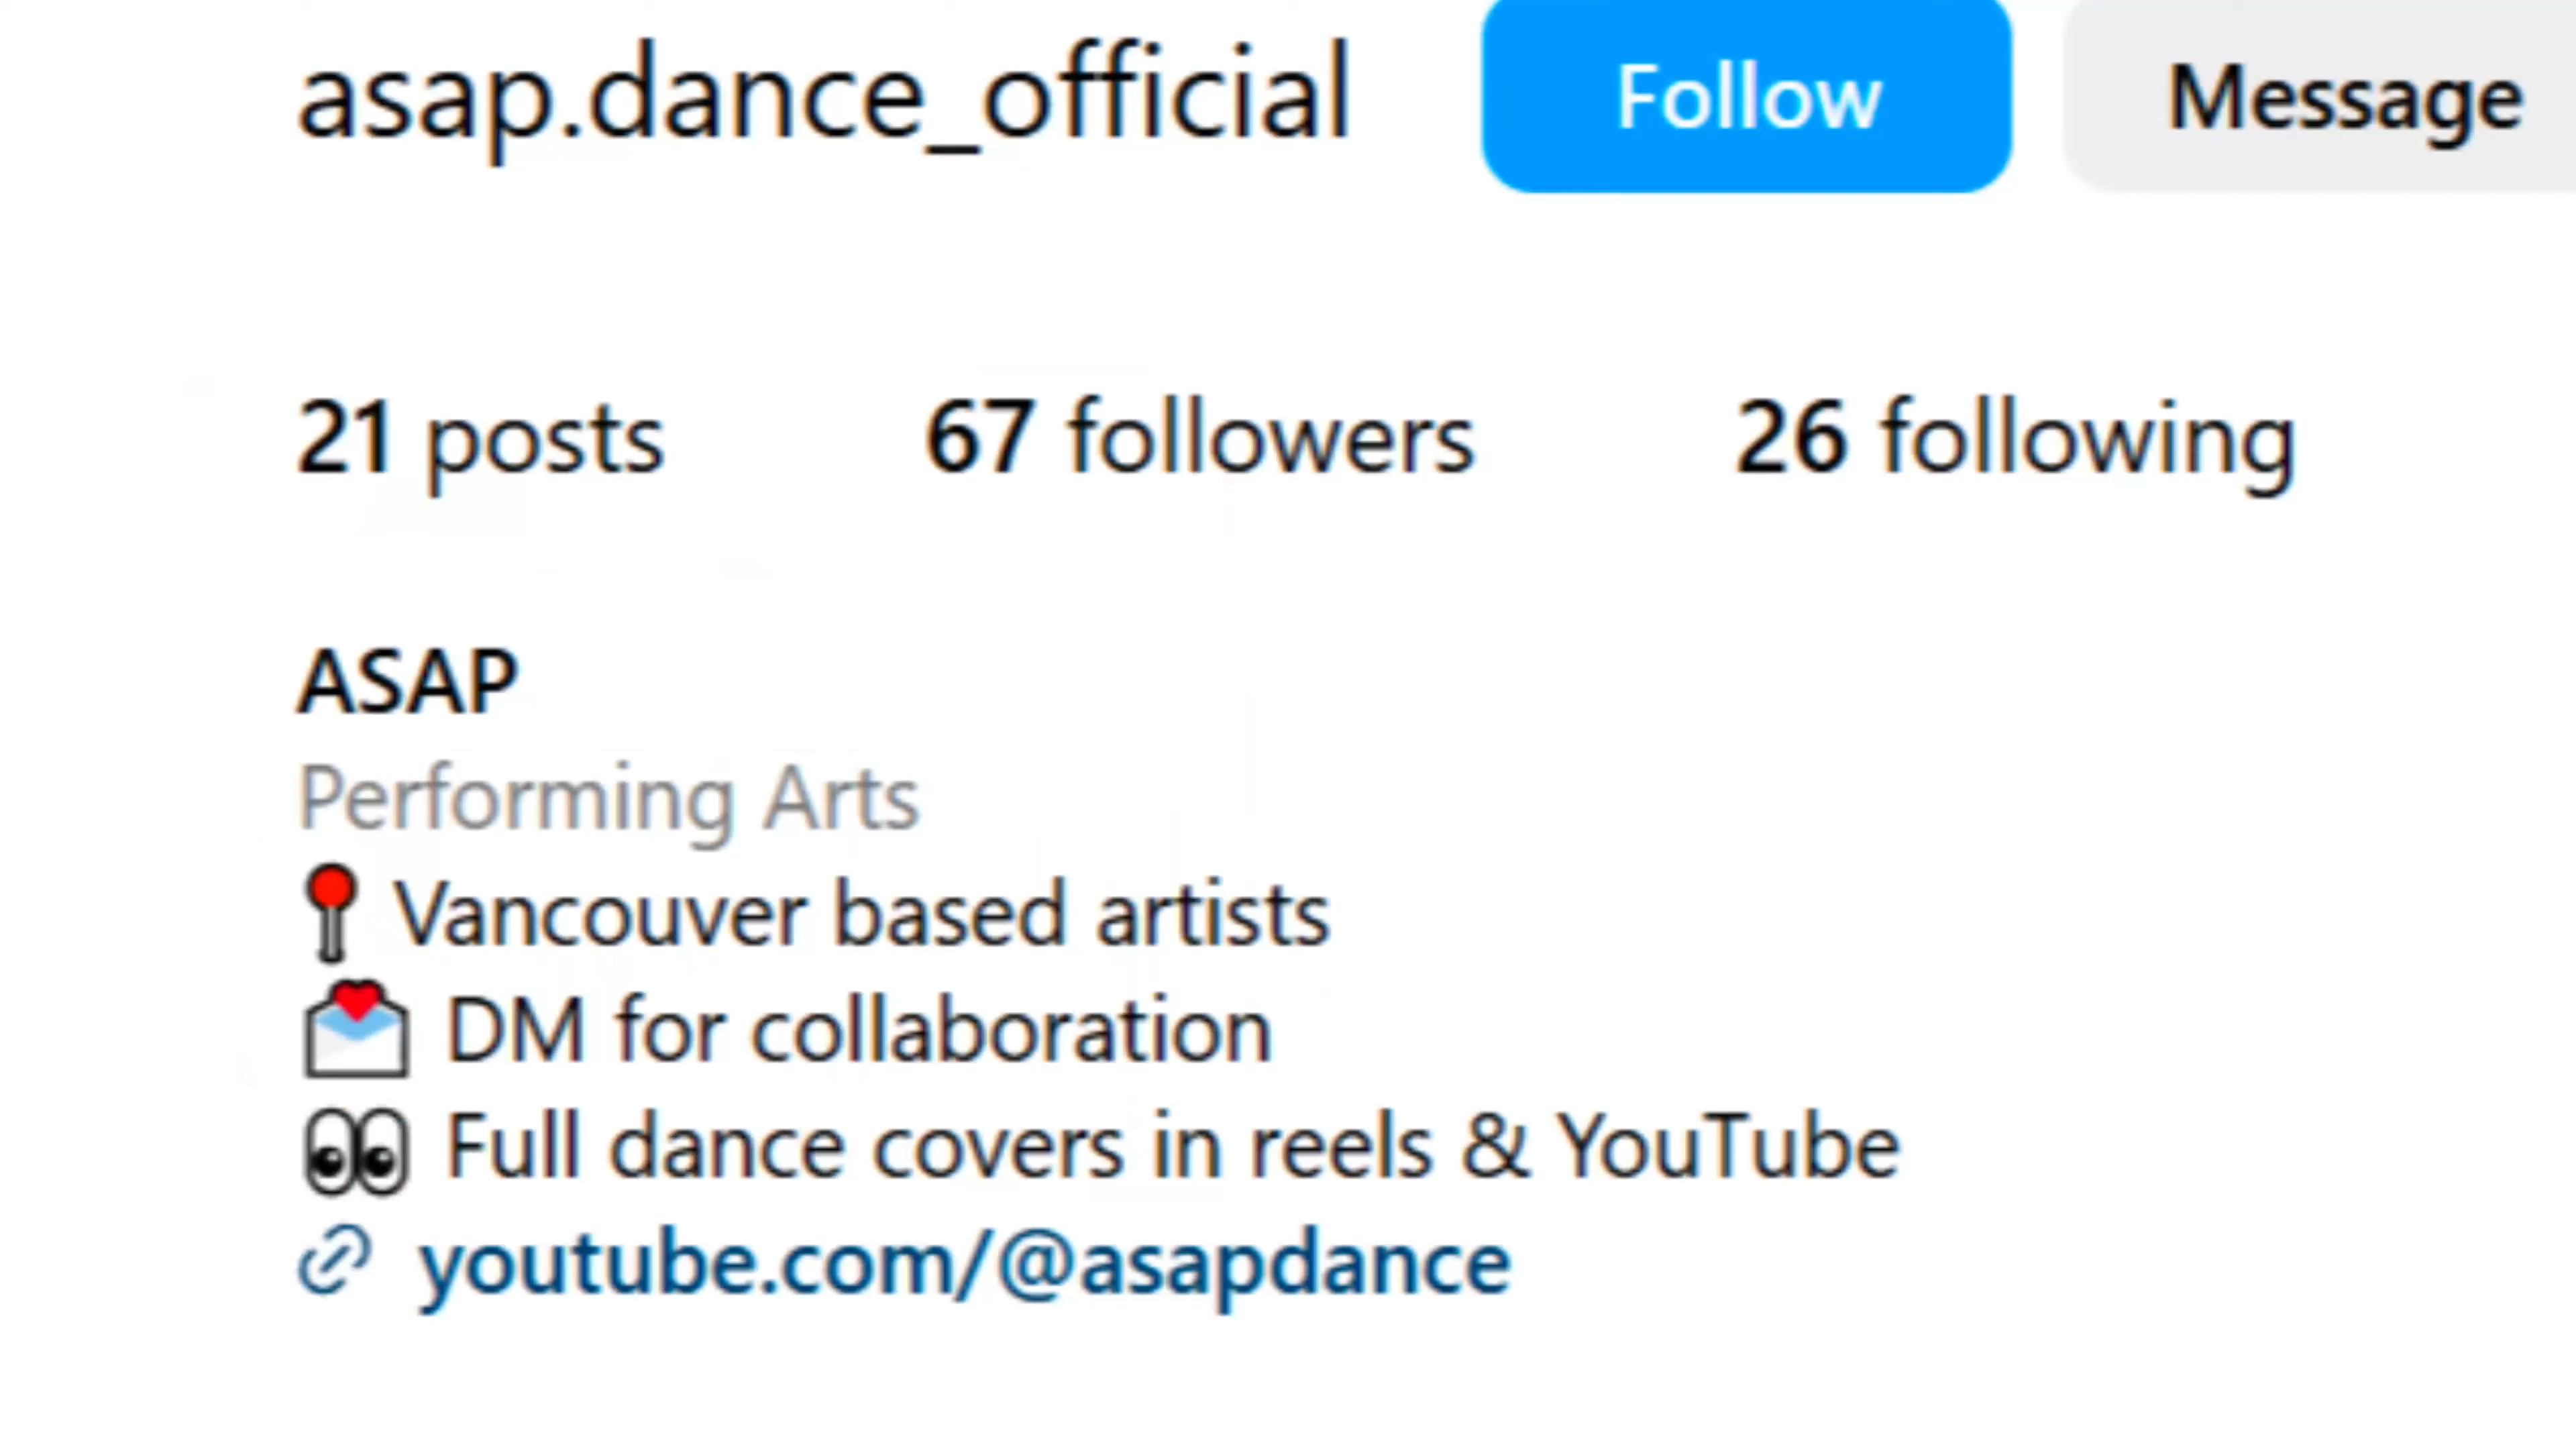 asap.dance_official Follow Message
21 posts 67 followers 26 following
ASAP
Performing Arts
📍 Vancouver based artists
💌 DM for collaboration
👀 Full dance covers in reels & YouTube
🔗 youtube.com/@asapdance